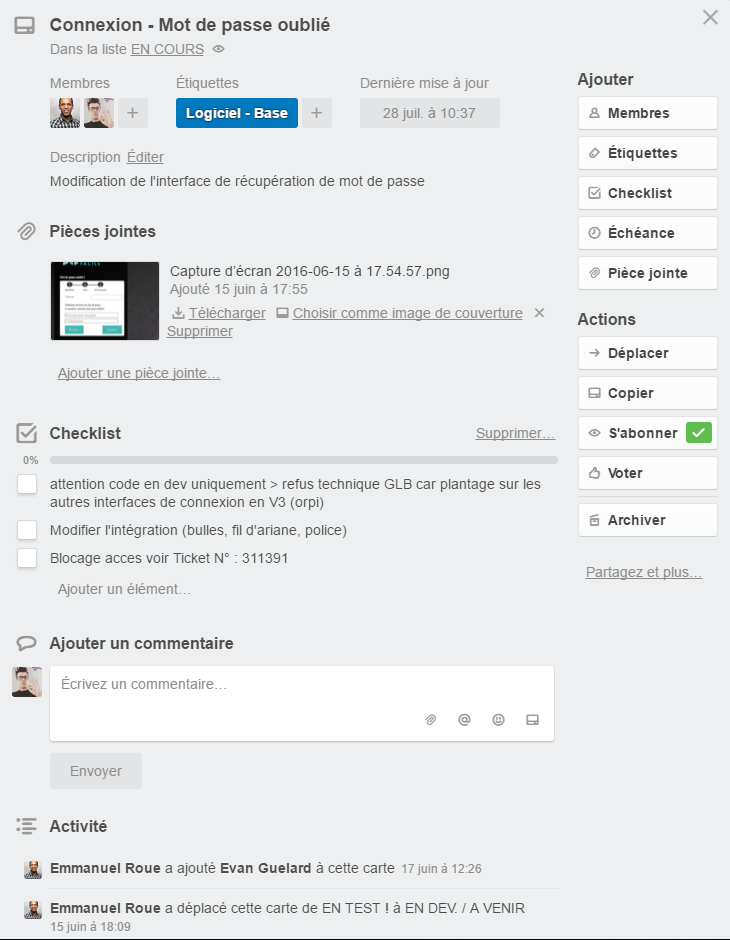 Connexion - Mot de passe oublié
Dans la liste EN COURS
Membres
Étiquettes
Dernière mise à jour
Logiciel - Base
28 juil. à 10:37
Description Éditer
Modification de l'interface de récupération de mot de passe
Pièces jointes
Capture d’écran 2016-06-15 à 17.54.57.png
Ajouté 15 juin à 17:55
Télécharger Choisir comme image de couverture
Supprimer
Ajouter une pièce jointe…
Checklist
Supprimer…
0%
attention code en dev uniquement > refus technique GLB car plantage sur les
autres interfaces de connexion en V3 (orpi)
Modifier l'intégration (bulles, fil d'ariane, police)
Blocage acces voir Ticket N° : 311391
Ajouter un élément…
Ajouter un commentaire
Écrivez un commentaire…
Envoyer
Activité
Emmanuel Roue a ajouté Evan Guelard à cette carte 17 juin à 12:26
Emmanuel Roue a déplacé cette carte de EN TEST ! à EN DEV. / A VENIR
15 juin à 18:09
Ajouter
Membres
Étiquettes
Checklist
Échéance
Pièce jointe
Actions
Déplacer
Copier
S'abonner
Voter
Archiver
Partagez et plus…